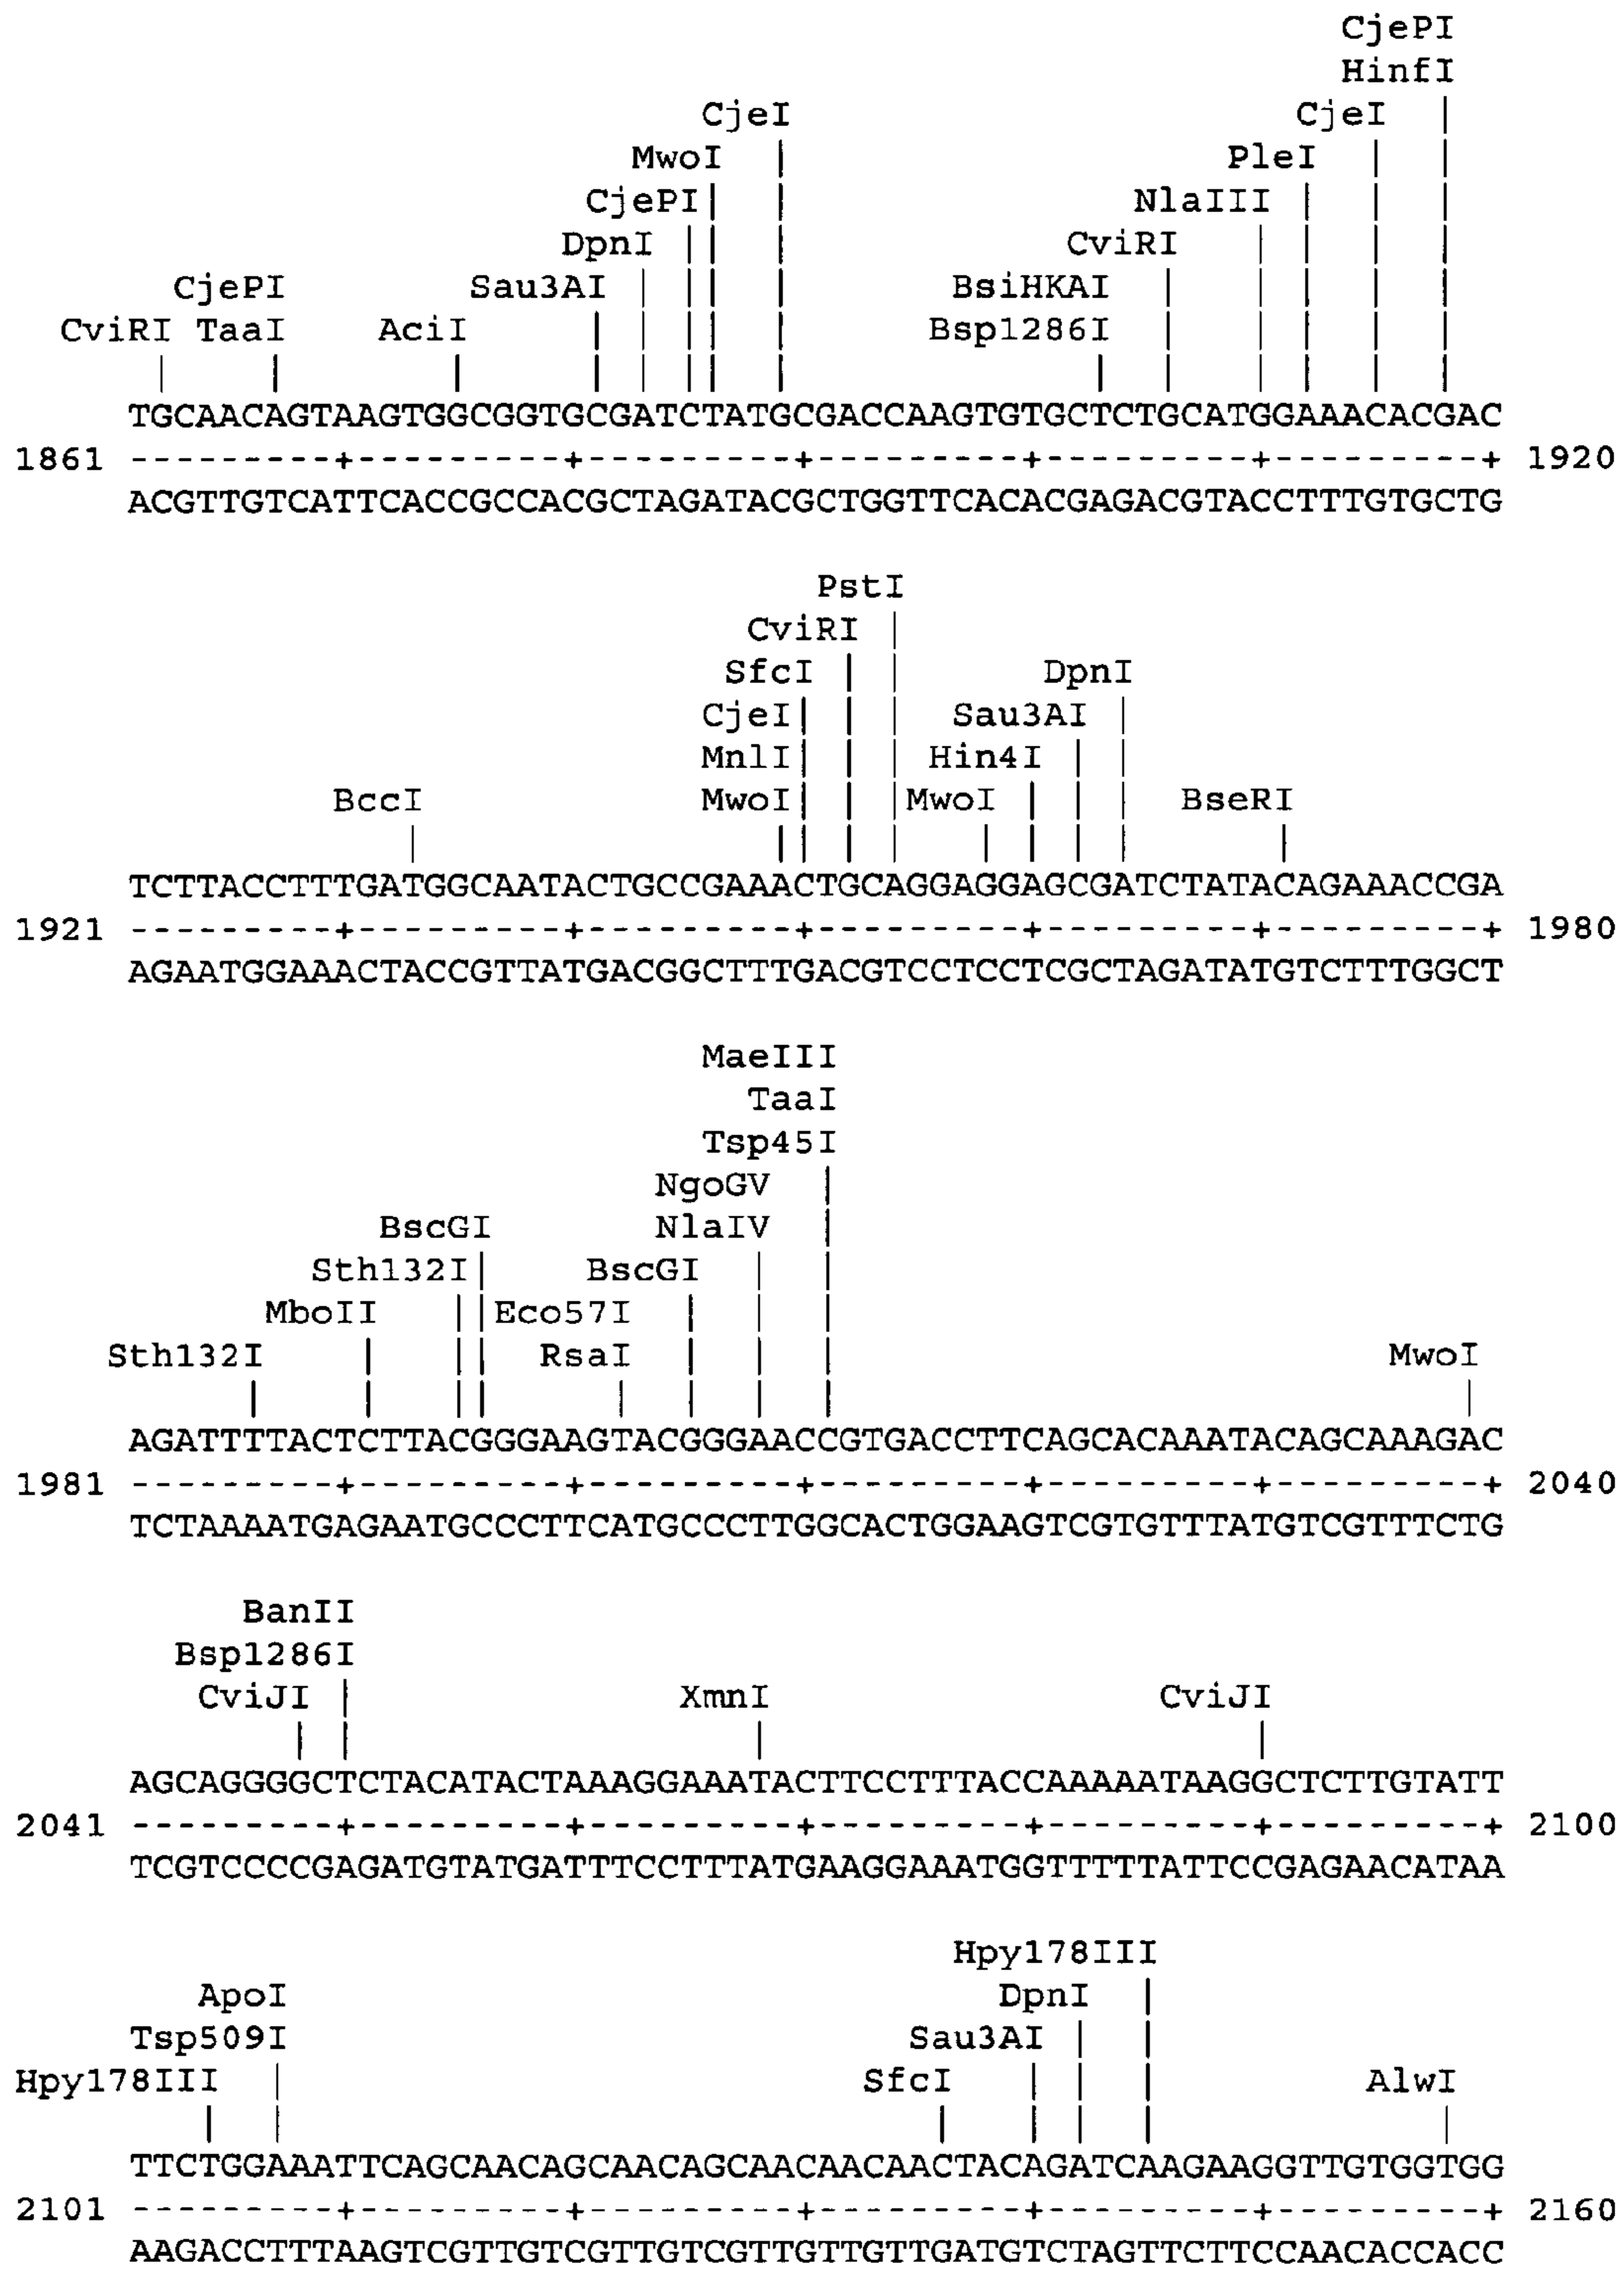 CjePI
HinfI
CjeI CjeI
MwoI PleI
CjePI NlaIII
DpnI CviRI
CjePI Sau3AI BsiHKAI
CviRI TaaI AciI Bsp1286I
TGCAACAGTAAGTGGCGGTGCGATCTATGCGACCAAGTGTGCTCTGCATGGAAACACGAC
1861 ---------+---------+---------+---------+---------+---------+ 1920
ACGTTGTCATTCACCGCCACGCTAGATACGCTGGTTCACACGAGACGTACCTTTGTGCTG
PstI
CviRI
SfcI DpnI
CjeI Sau3AI
MnlI Hin4I
BccI MwoI MwoI BseRI
TCTTACCTTTGATGGCAATACTGCCGAAACTGCAGGAGGAGCGATCTATACAGAAACCGA
1921 ---------+---------+---------+---------+---------+---------+ 1980
AGAATGGAAACTACCGTTATGACGGCTTTGACGTCCTCCTCGCTAGATATGTCTTTGGCT
MaeIII
TaaI
Tsp45I
NgoGV
BscGI NlaIV
Sth132I BscGI
MboII Eco57I
Sth132I RsaI MwoI
AGATTTTACTCTTACGGGAAGTACGGGAACCGTGACCTTCAGCACAAATACAGCAAAGAC
1981 ---------+---------+---------+---------+---------+---------+ 2040
TCTAAAATGAGAATGCCCTTCATGCCCTTGGCACTGGAAGTCGTGTTTATGTCGTTTCTG
BanII
Bsp1286I
CviJI XmnI CviJI
AGCAGGGGCTCTACATACTAAAGGAAATACTTCCTTTACCAAAAATAAGGCTCTTGTATT
2041 ---------+---------+---------+---------+---------+---------+ 2100
TCGTCCCCGAGATGTATGATTTCCTTTATGAAGGAAATGGTTTTTATTCCGAGAACATAA
Hpy178III
ApoI DpnI
Tsp509I Sau3AI
Hpy178III SfcI AlwI
TTCTGGAAATTCAGCAACAGCAACAGCAACAACAACTACAGATCAAGAAGGTTGTGGTGG
2101 ---------+---------+---------+---------+---------+---------+ 2160
AAGACCTTTAAGTCGTTGTCGTTGTCGTTGTTGTTGATGTCTAGTTCTTCCAACACCACC